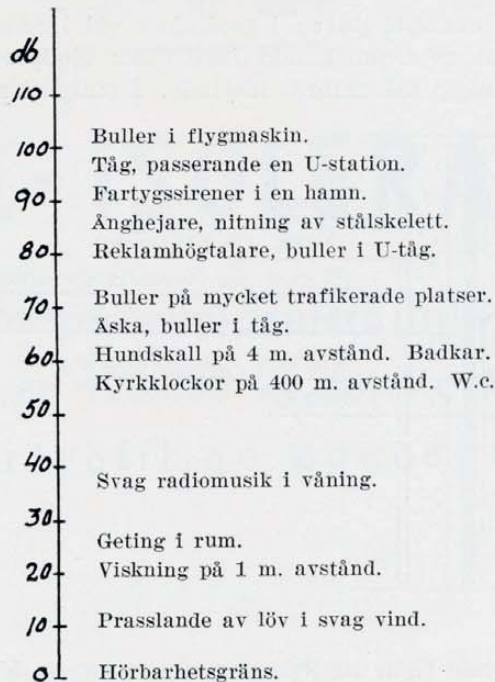 db
110
100 Buller i flygmaskin.
Tåg, passerande en U-station.
90 Fartygssirener i en hamn.
Ånghejare, nitning av stålskelett.
80 Reklamhögtalare, buller i U-tåg.
70 Buller på mycket trafikerade platser.
Åska, buller i tåg.
60 Hundskall på 4 m. avstånd. Badkar.
Kyrkklockor på 400 m. avstånd. W.c.
50
40
Svag radiomusik i våning.
30
Geting i rum.
20 Viskning på 1 m. avstånd.
10 Prasslande av löv i svag vind.
0 Hörbarhetsgräns.